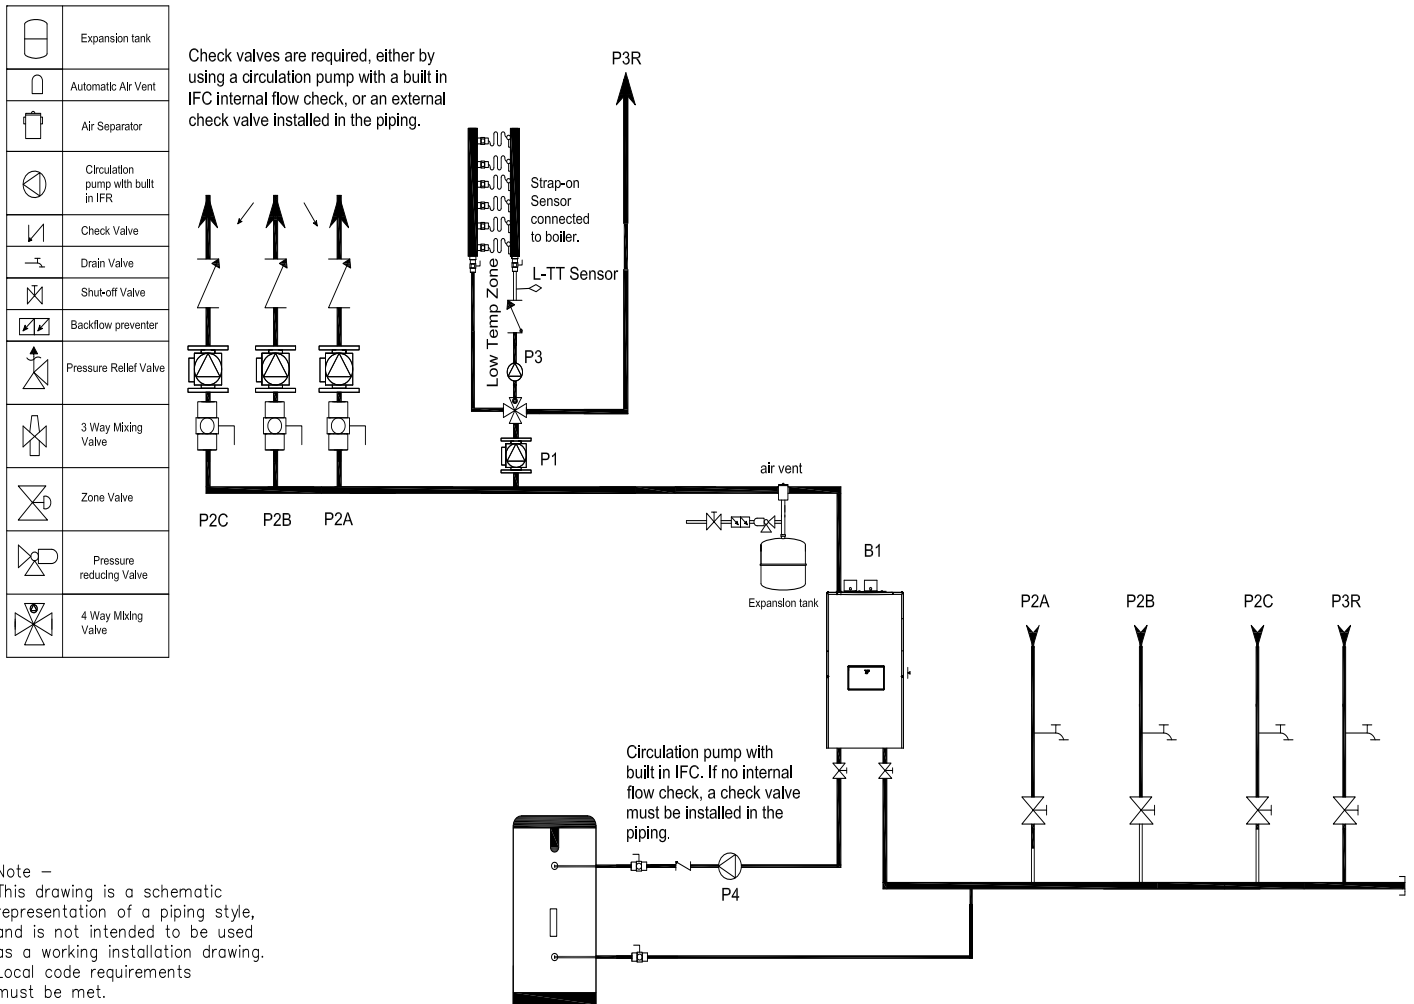 Expansion tank
Automatic Air Vent
Air Separator
Circulation
pump with built
in IFR
Check Valve
Drain Valve
Shut-off Valve
Backflow preventer
Pressure Relief Valve
3 Way Mixing
Valve
Zone Valve
Pressure
reducing Valve
4 Way Mixing
Valve
Check valves are required, either by
using a circulation pump with a built in
IFC internal flow check, or an external
check valve installed in the piping.
P3R
Strap-on
Sensor
connected
to boiler.
L-TT Sensor
Low Temp Zone
P3
P1
P2C
P2B
P2A
air vent
Expansion tank
B1
P2A
P2B
P2C
P3R
Circulation pump with
built in IFC. If no internal
flow check, a check valve
must be installed in the
piping.
P4
Note –
This drawing is a schematic
representation of a piping style,
and is not intended to be used
as a working installation drawing.
Local code requirements
must be met.